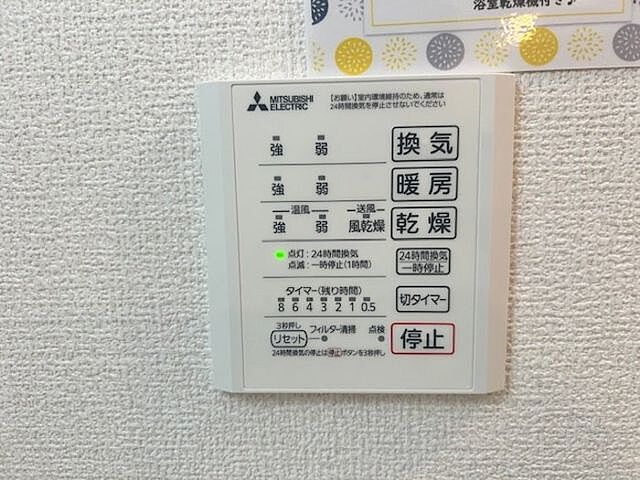 浴室乾燥機付き♪
MITSUBISHI ELECTRIC
【お願い】室内環境維持のため、通常は
24時間換気を停止させないでください
強 弱 換気
強 弱 暖房
温風 送風
強 弱 風乾燥 乾燥
点灯：24時間換気
点滅：一時停止(1時間)
24時間換気
一時停止
タイマー(残り時間)
8 6 4 3 2 1 0.5
切タイマー
3秒押し
リセット フィルター清掃 点検
停止
24時間換気の停止は停止ボタンを3秒押し